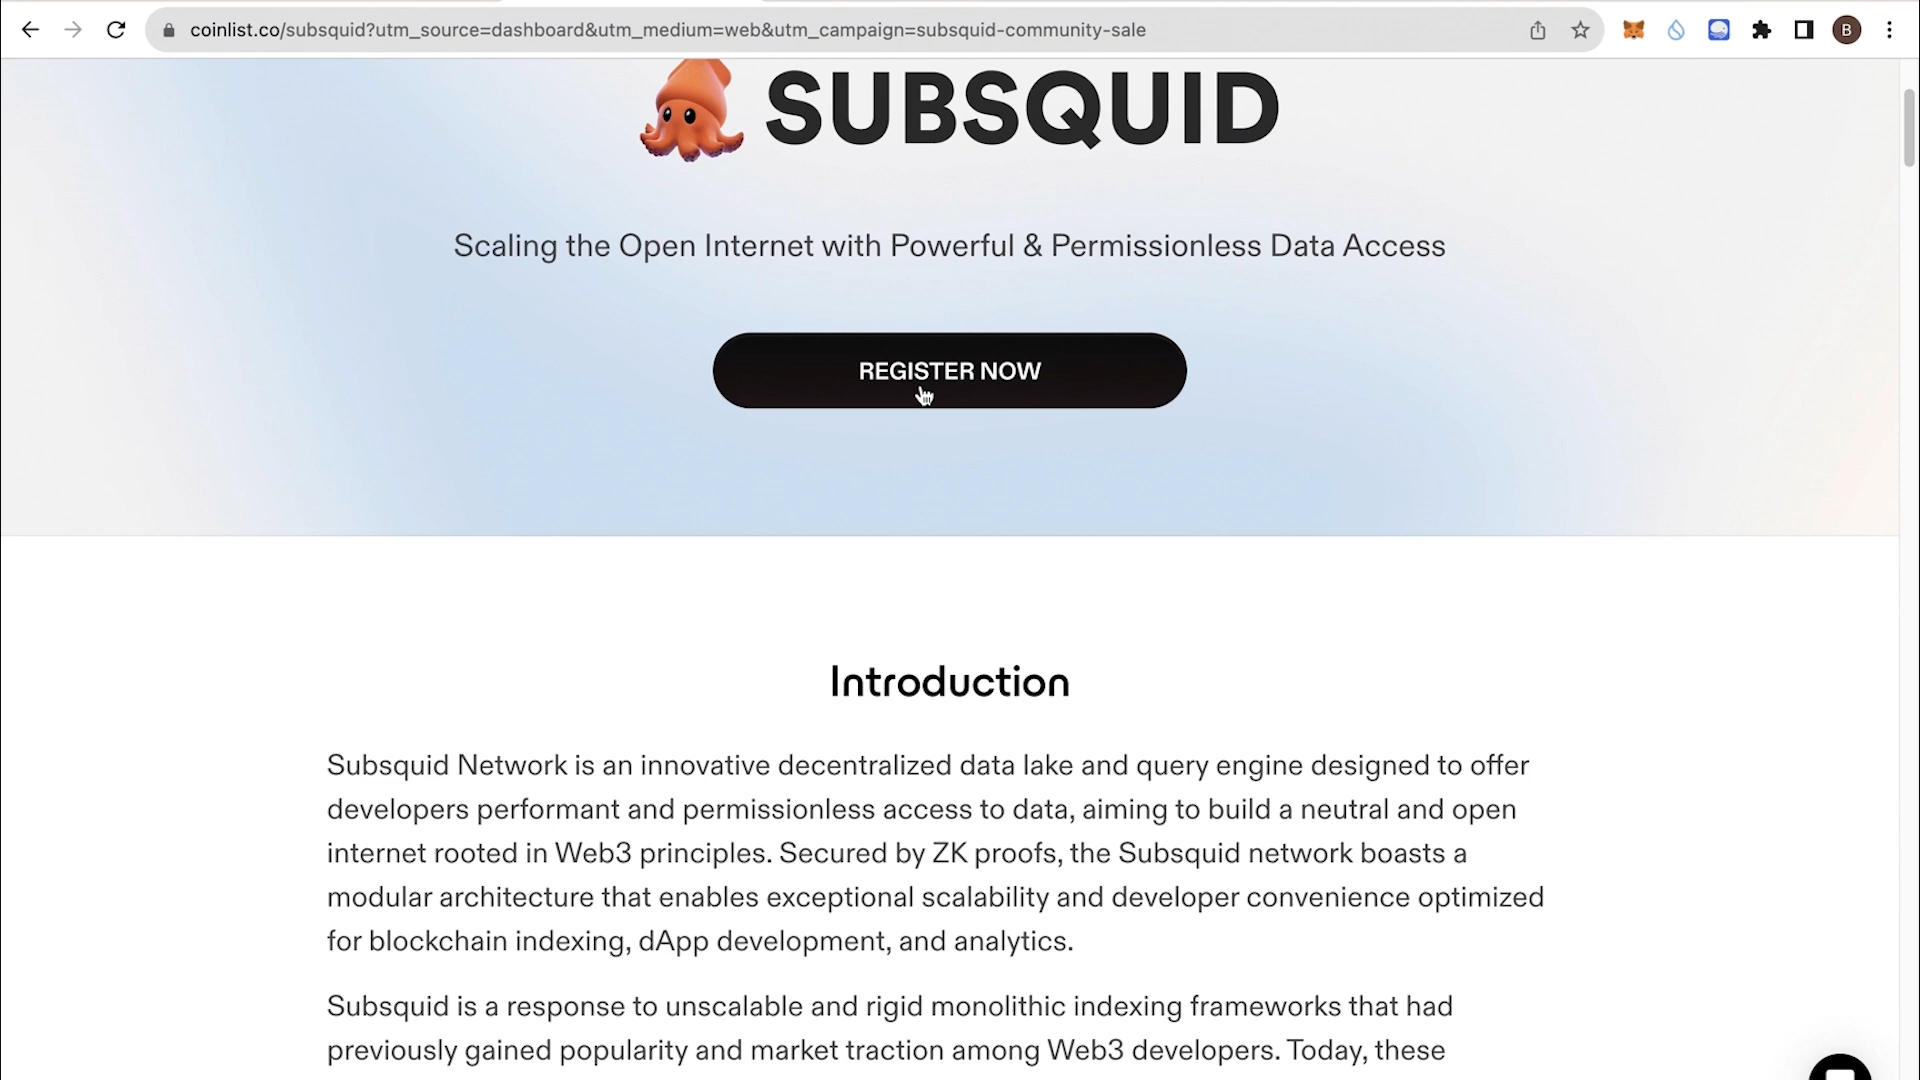 coinlist.co/subsquid?utm_source=dashboard&utm_medium=web&utm_campaign=subsquid-community-sale
B
SUBSQUID
Scaling the Open Internet with Powerful & Permissionless Data Access
REGISTER NOW
Introduction
Subsquid Network is an innovative decentralized data lake and query engine designed to offer
developers performant and permissionless access to data, aiming to build a neutral and open
internet rooted in Web3 principles. Secured by ZK proofs, the Subsquid network boasts a
modular architecture that enables exceptional scalability and developer convenience optimized
for blockchain indexing, dApp development, and analytics.
Subsquid is a response to unscalable and rigid monolithic indexing frameworks that had
previously gained popularity and market traction among Web3 developers. Today, these